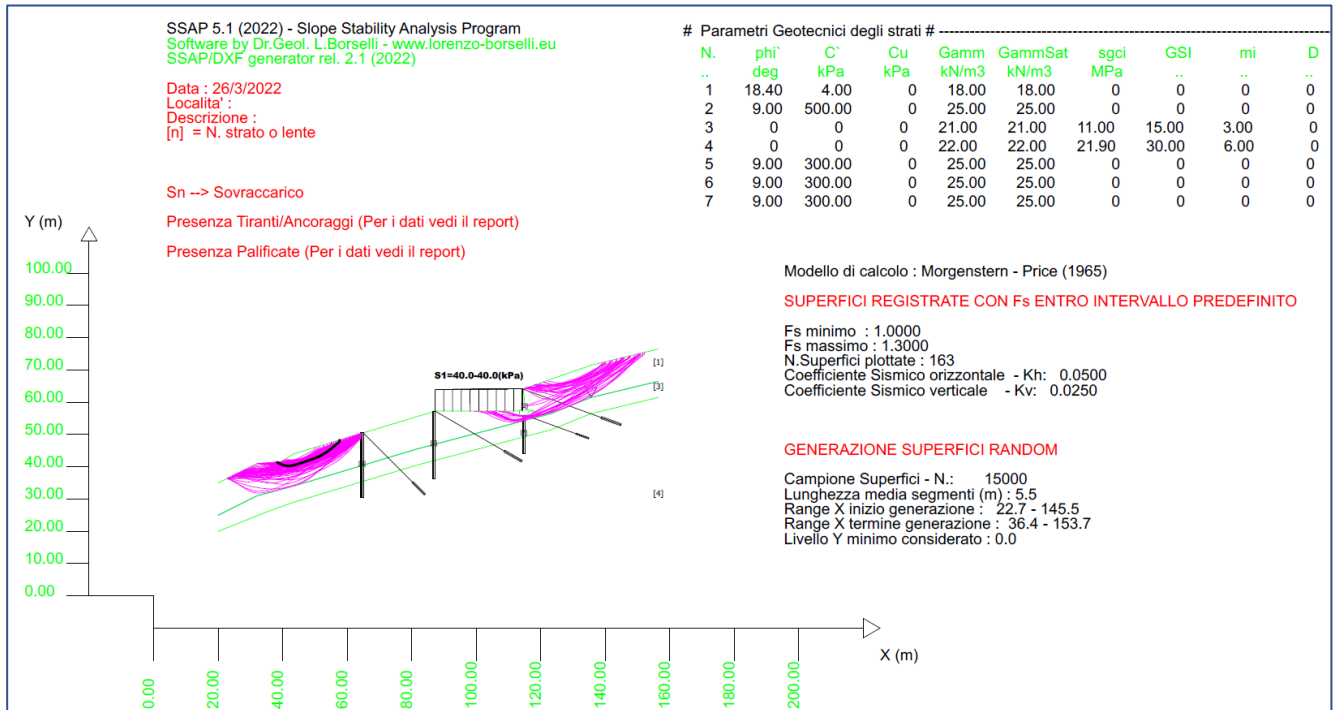 SSAP 5.1 (2022) - Slope Stability Analysis Program
Software by Dr.Geol. L.Borselli - www.lorenzo-borselli.eu
SSAP/DXF generator rel. 2.1 (2022)
Data : 26/3/2022
Localita' :
Descrizione :
[n] = N. strato o lente
Sn --> Sovraccarico
Presenza Tiranti/Ancoraggi (Per i dati vedi il report)
Presenza Palificate (Per i dati vedi il report)
# Parametri Geotecnici degli strati #
N. phi` C` Cu Gamm GammSat sgci GSI mi D
.. deg kPa kPa kN/m3 kN/m3 MPa .. .. ..
1 18.40 4.00 0 18.00 18.00 0 0 0 0
2 9.00 500.00 0 25.00 25.00 0 0 0 0
3 0 0 0 21.00 21.00 11.00 15.00 3.00 0
4 0 0 0 22.00 22.00 21.90 30.00 6.00 0
5 9.00 300.00 0 25.00 25.00 0 0 0 0
6 9.00 300.00 0 25.00 25.00 0 0 0 0
7 9.00 300.00 0 25.00 25.00 0 0 0 0
Modello di calcolo : Morgenstern - Price (1965)
SUPERFICI REGISTRATE CON Fs ENTRO INTERVALLO PREDEFINITO
Fs minimo : 1.0000
Fs massimo : 1.3000
N.Superfici plottate : 163
Coefficiente Sismico orizzontale - Kh: 0.0500
Coefficiente Sismico verticale - Kv: 0.0250
GENERAZIONE SUPERFICI RANDOM
Campione Superfici - N.: 15000
Lunghezza media segmenti (m) : 5.5
Range X inizio generazione : 22.7 - 145.5
Range X termine generazione : 36.4 - 153.7
Livello Y minimo considerato : 0.0
Y (m)
100.00
90.00
80.00
70.00
60.00
50.00
40.00
30.00
20.00
10.00
0.00
S1=40.0-40.0(kPa)
[1]
[3]
[4]
X (m)
0.00
20.00
40.00
60.00
80.00
100.00
120.00
140.00
160.00
180.00
200.00